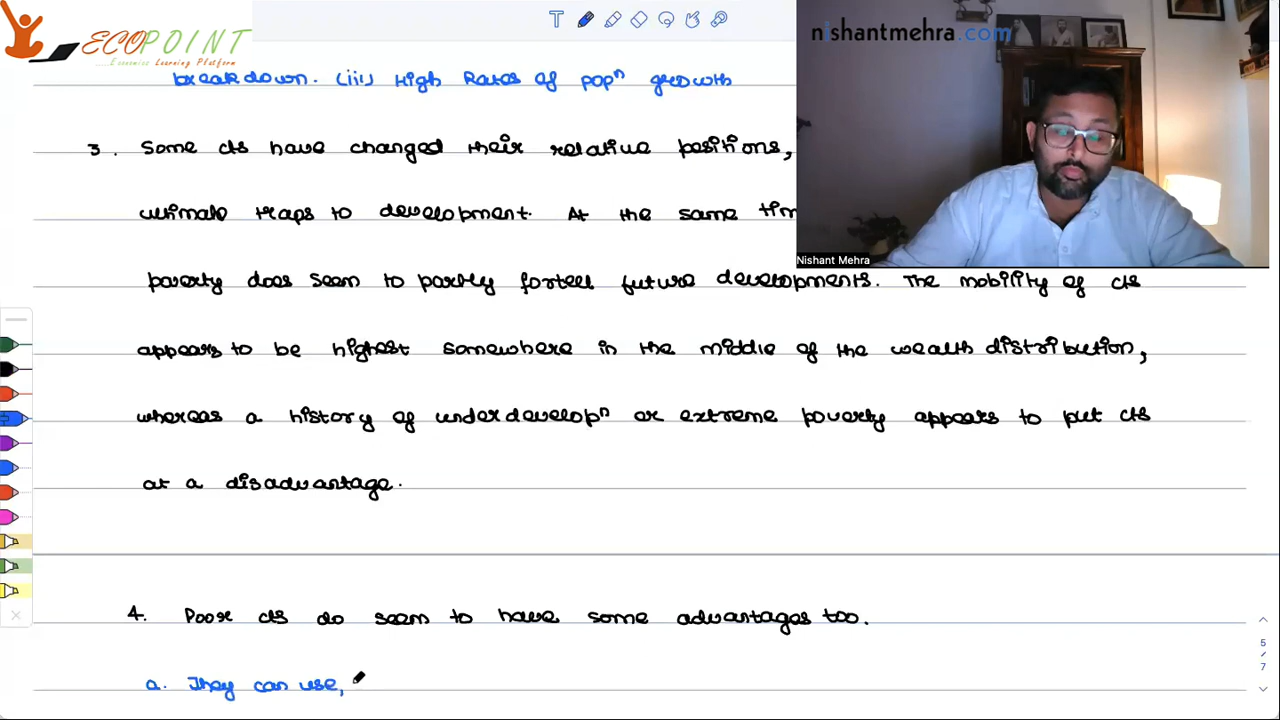 ECOPOINT
....Economics Learning Platform
nishantmehra.com
breakdown. (iii) High Rates of popⁿ growth
3. Some cts have changed their relative positions,
ultimate traps to development. At the same tim
poverty does seem to partly fortell future developments. The mobility of cts
appears to be highest somewhere in the middle of the wealth distribution,
whereas a history of underdevelopⁿ or extreme poverty appears to put cts
at a disadvantage.
4. Poor cts do seem to have some advantages too.
a. They can use,
Nishant Mehra
5
7